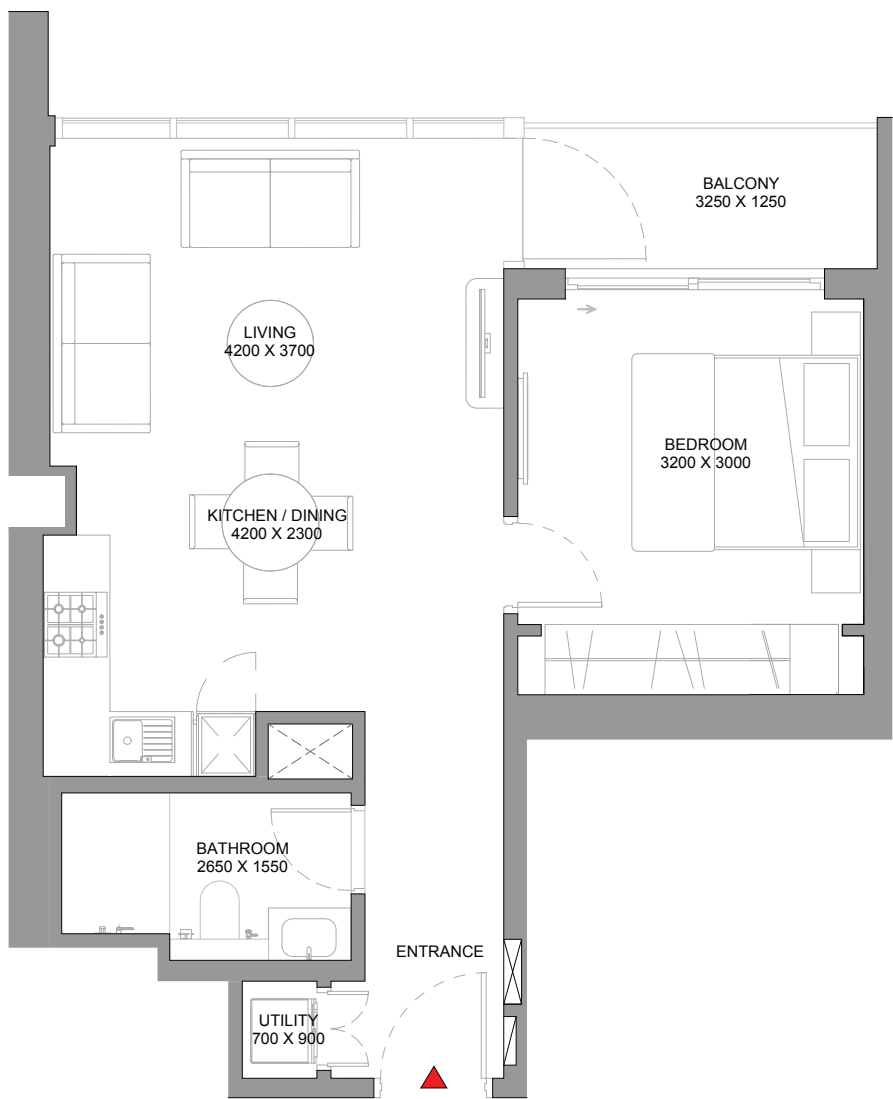 BALCONY
3250 X 1250
LIVING
4200 X 3700
BEDROOM
3200 X 3000
KITCHEN / DINING
4200 X 2300
BATHROOM
2650 X 1550
ENTRANCE
UTILITY
700 X 900